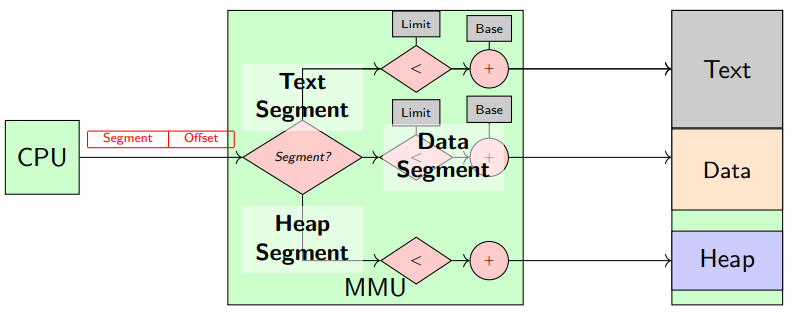 Limit
Base
<
+
Text
Text
Segment
Limit
Base
Segment
Offset
CPU
Segment?
<
+
Data
Segment
Data
Heap
Segment
<
+
Heap
MMU